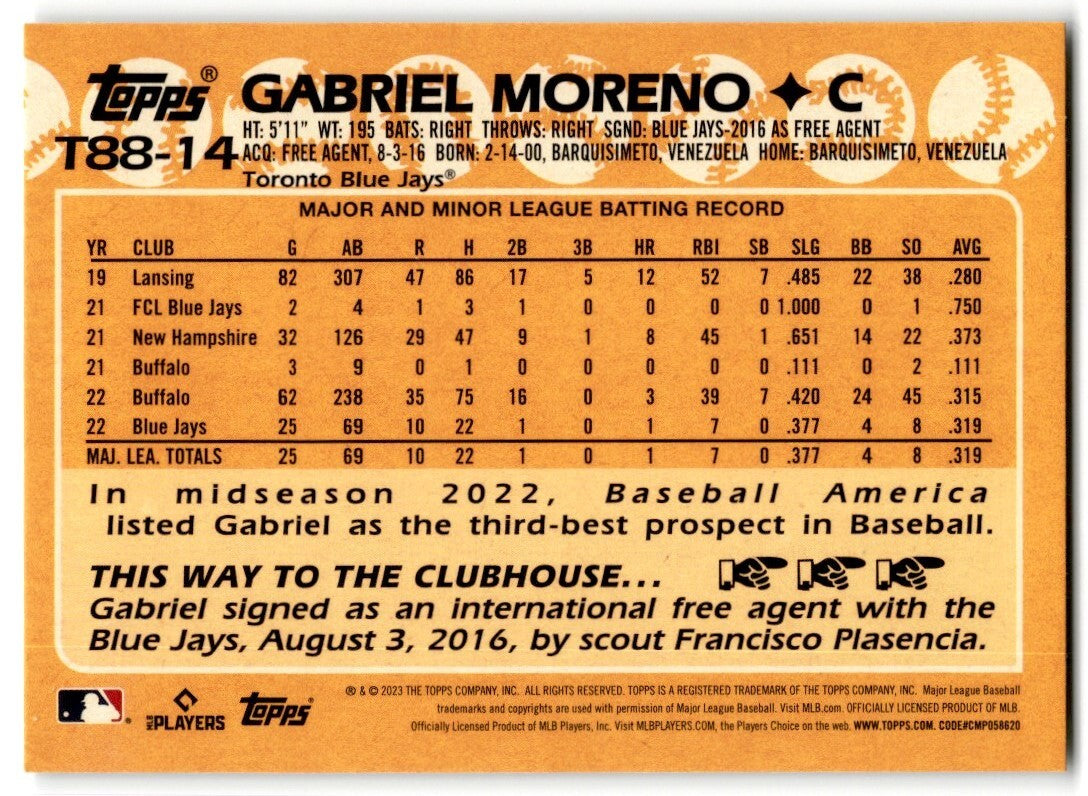 Topps® GABRIEL MORENO ✦ C
T88-14 HT: 5'11" WT: 195 BATS: RIGHT THROWS: RIGHT SGND: BLUE JAYS-2016 AS FREE AGENT
ACQ: FREE AGENT, 8-3-16 BORN: 2-14-00, BARQUISIMETO, VENEZUELA HOME: BARQUISIMETO, VENEZUELA
Toronto Blue Jays®
MAJOR AND MINOR LEAGUE BATTING RECORD
YR CLUB G AB R H 2B 3B HR RBI SB SLG BB SO AVG
19 Lansing 82 307 47 86 17 5 12 52 7 .485 22 38 .280
21 FCL Blue Jays 2 4 1 3 1 0 0 0 0 1.000 0 1 .750
21 New Hampshire 32 126 29 47 9 1 8 45 1 .651 14 22 .373
21 Buffalo 3 9 0 1 0 0 0 0 0 .111 0 2 .111
22 Buffalo 62 238 35 75 16 0 3 39 7 .420 24 45 .315
22 Blue Jays 25 69 10 22 1 0 1 7 0 .377 4 8 .319
MAJ. LEA. TOTALS 25 69 10 22 1 0 1 7 0 .377 4 8 .319
In midseason 2022, Baseball America
listed Gabriel as the third-best prospect in Baseball.
THIS WAY TO THE CLUBHOUSE...
Gabriel signed as an international free agent with the
Blue Jays, August 3, 2016, by scout Francisco Plasencia.
® & © 2023 THE TOPPS COMPANY, INC. ALL RIGHTS RESERVED. TOPPS IS A REGISTERED TRADEMARK OF THE TOPPS COMPANY, INC. Major League Baseball
trademarks and copyrights are used with permission of Major League Baseball. Visit MLB.com. OFFICIALLY LICENSED PRODUCT OF MLB.
Officially Licensed Product of MLB Players, Inc. Visit MLBPLAYERS.COM, the Players Choice on the web. WWW.TOPPS.COM. CODE#CMP058620
MLB PLAYERS Topps